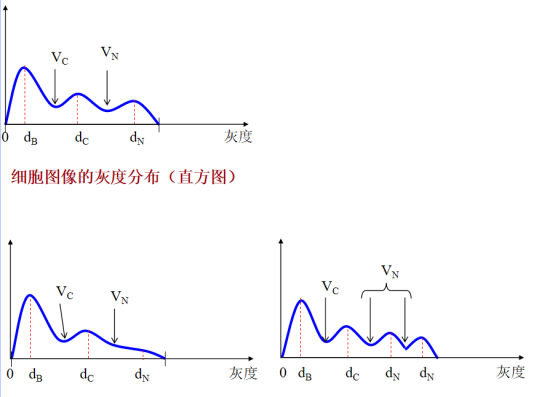 V_C V_N
0 d_B d_C d_N 灰度
细胞图像的灰度分布（直方图）
V_C V_N
0 d_B d_C d_N 灰度
V_C V_N
0 d_B d_C d_N d_N 灰度